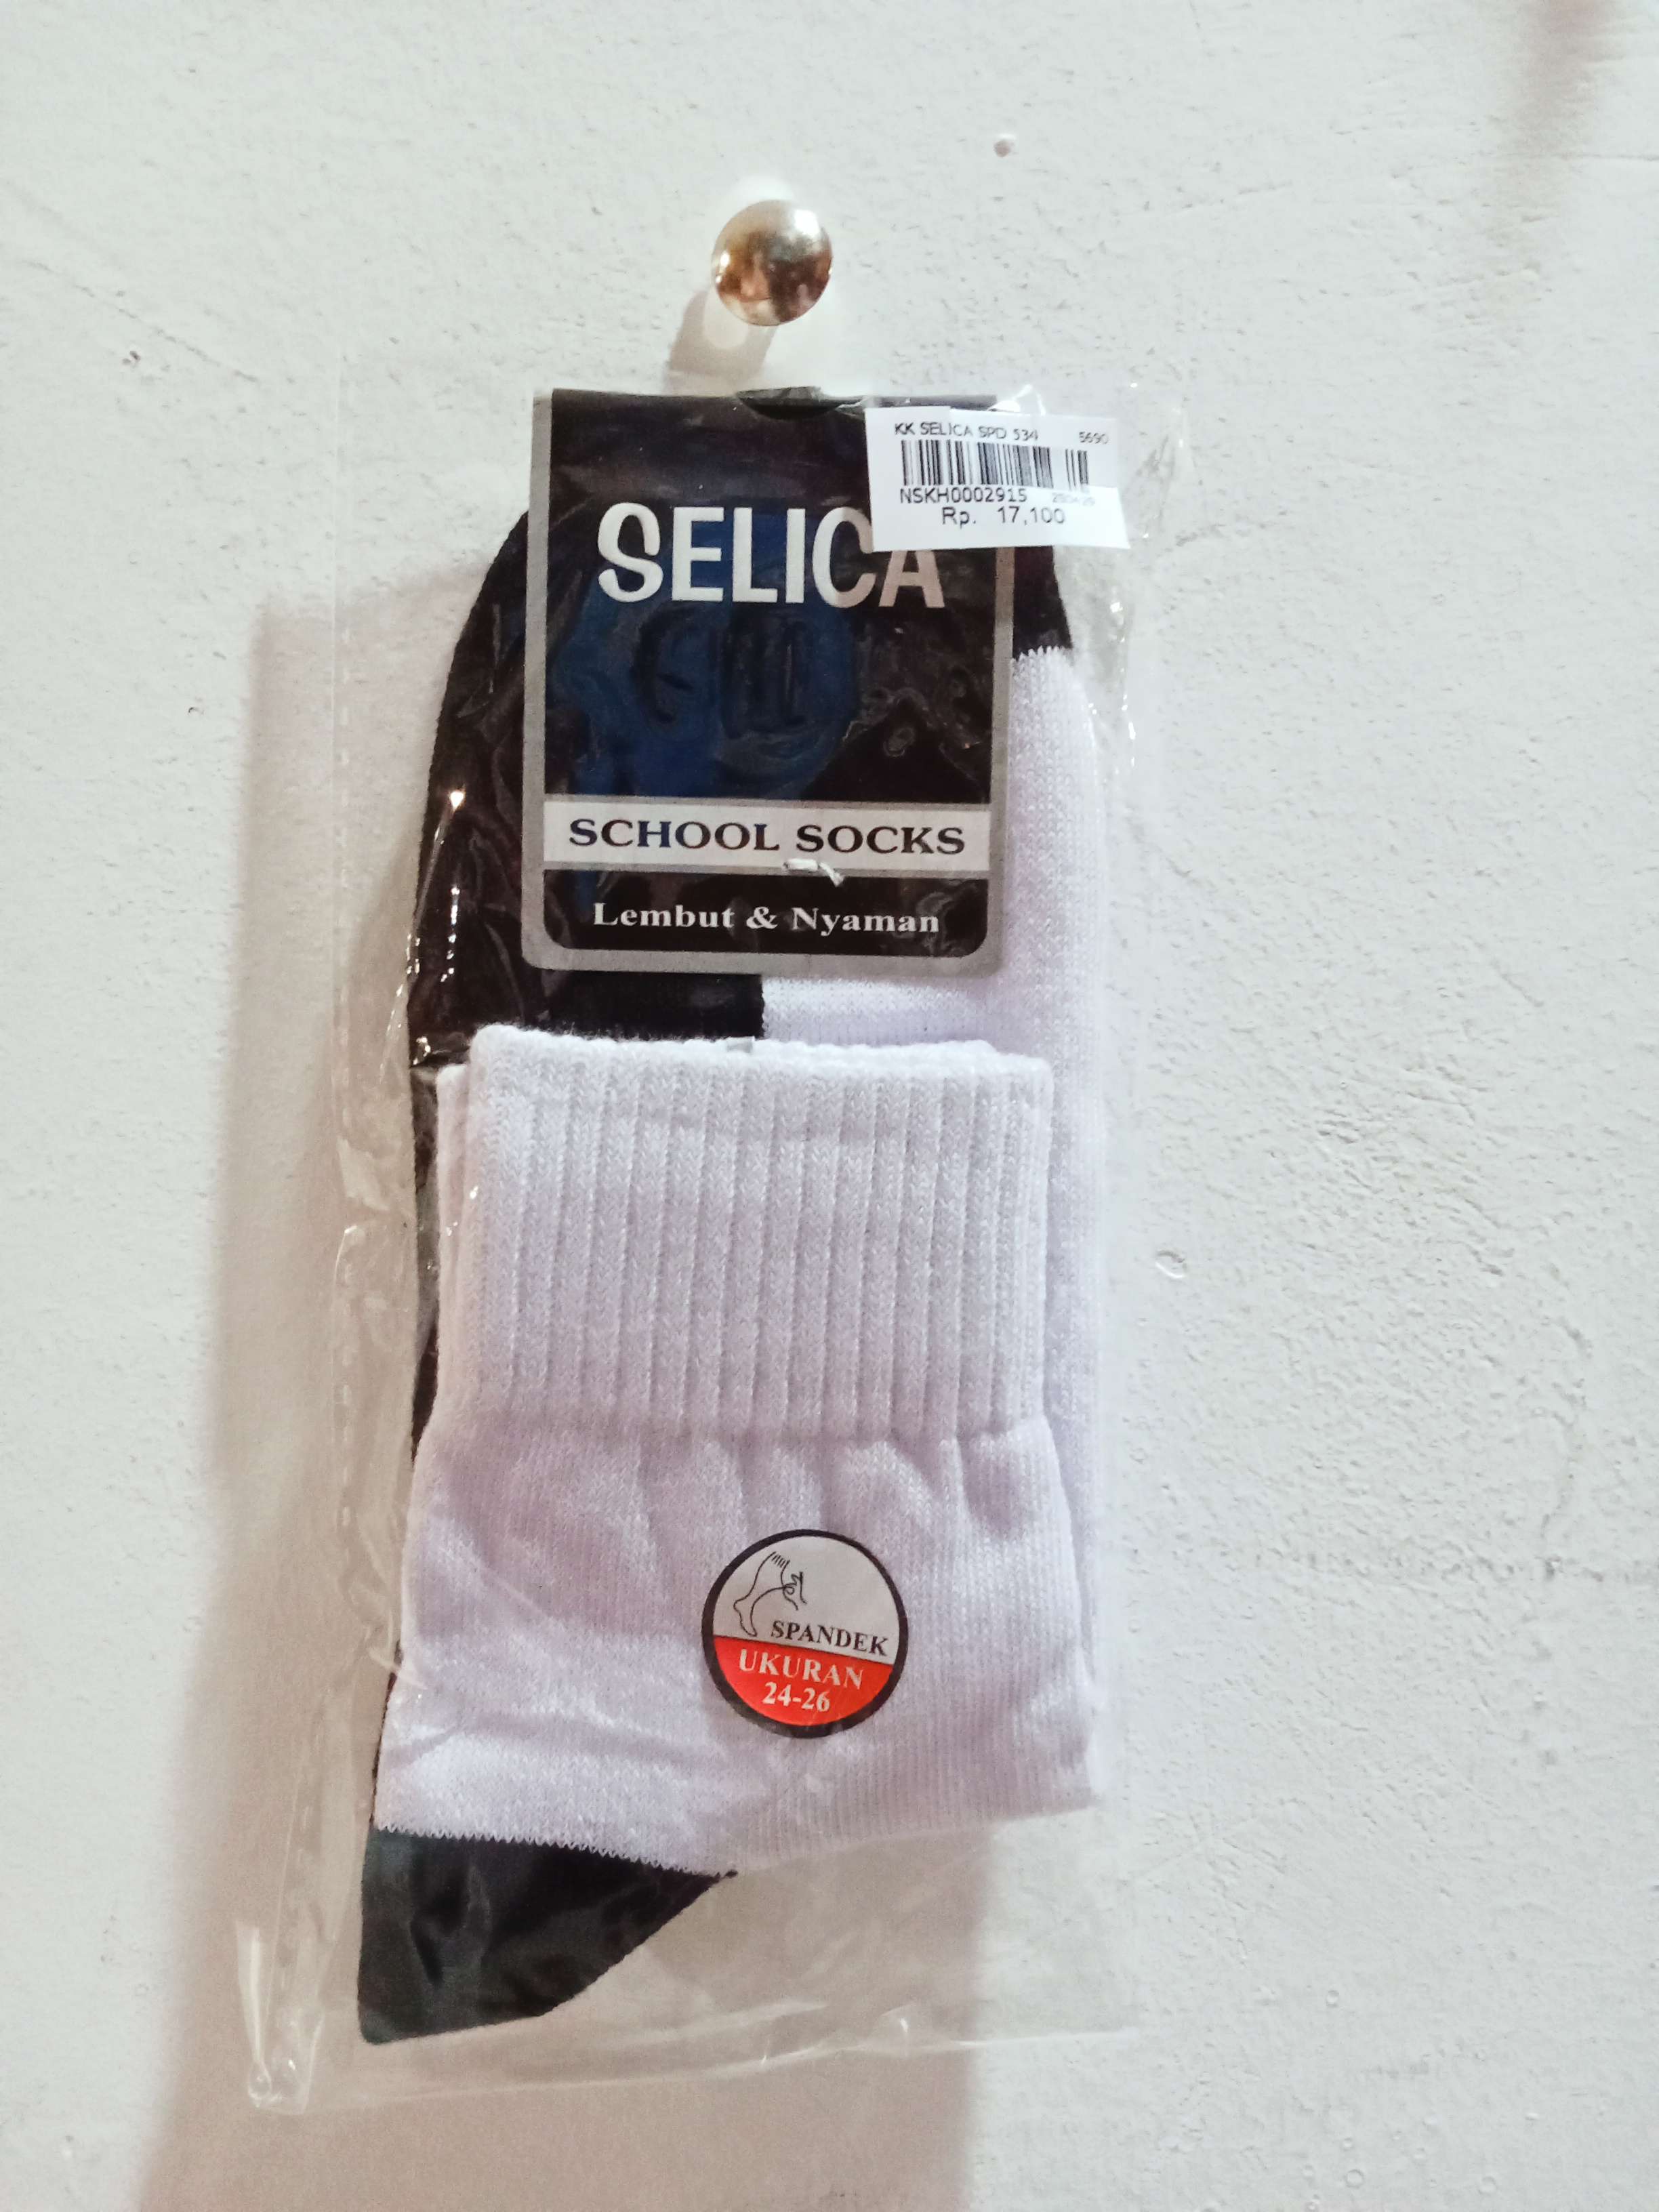 KK SELICA SPD 534 5690
NSKH0002915
Rp. 17,100
SELICA
SCHOOL SOCKS
Lembut & Nyaman
SPANDEK
UKURAN
24-26